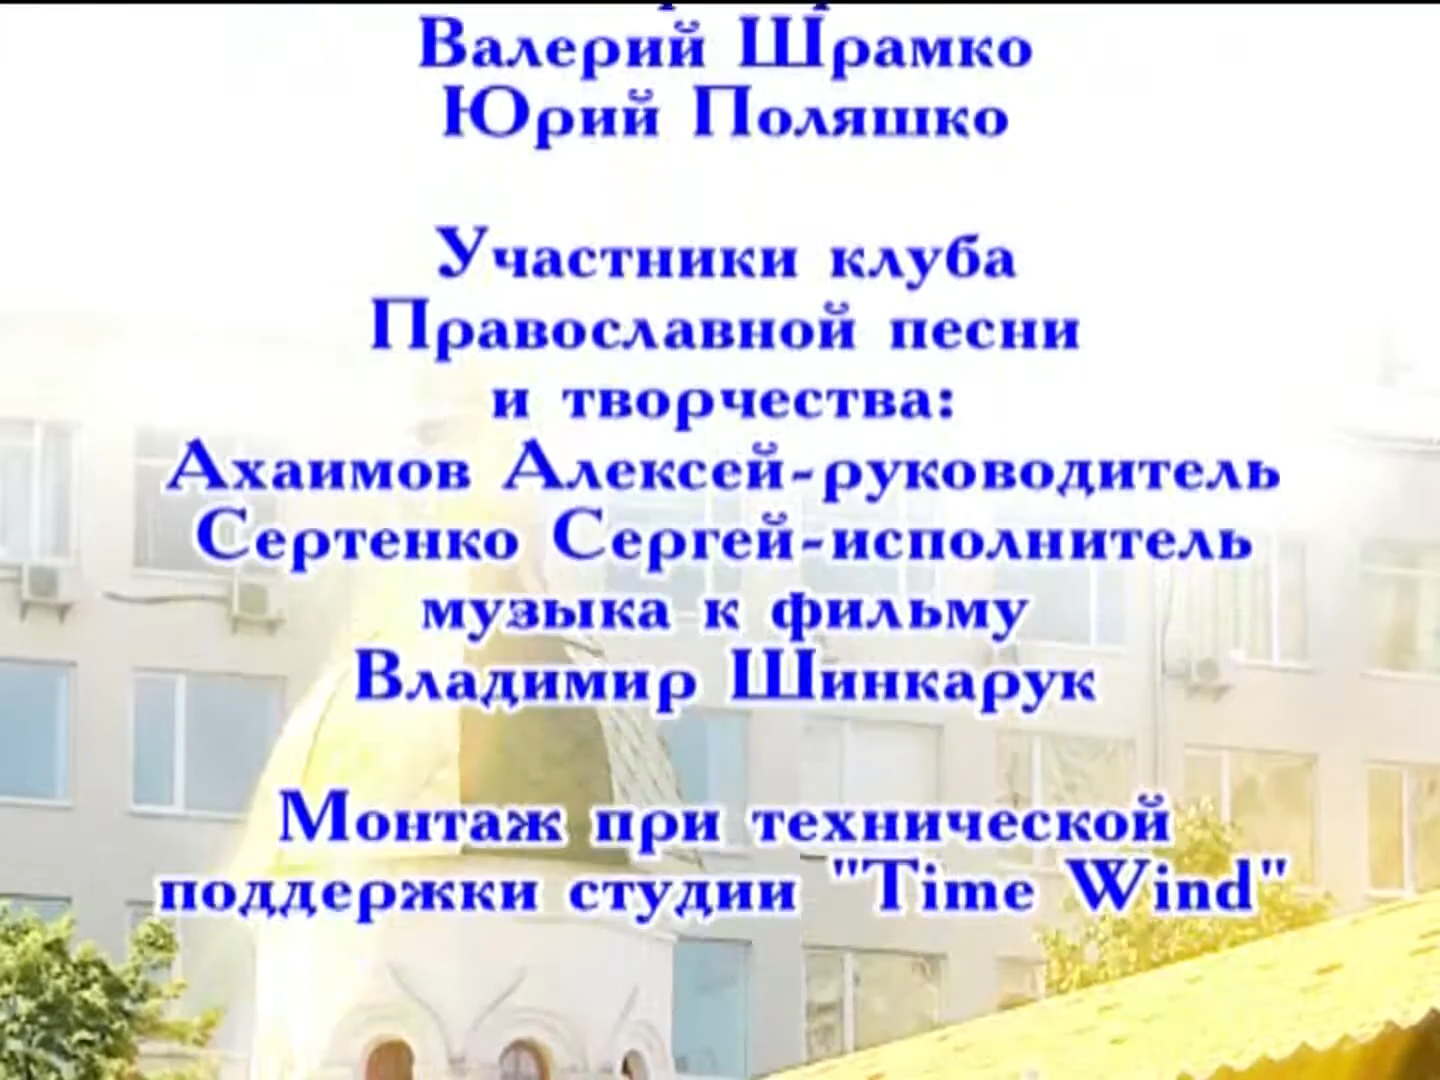 Валерий Шрамко
Юрий Поляшко
Участники клуба
Православной песни
и творчества:
Ахаимов Алексей-руководитель
Сертенко Сергей-исполнитель
музыка к фильму
Владимир Шинкарук
Монтаж при технической
поддержки студии "Time Wind"